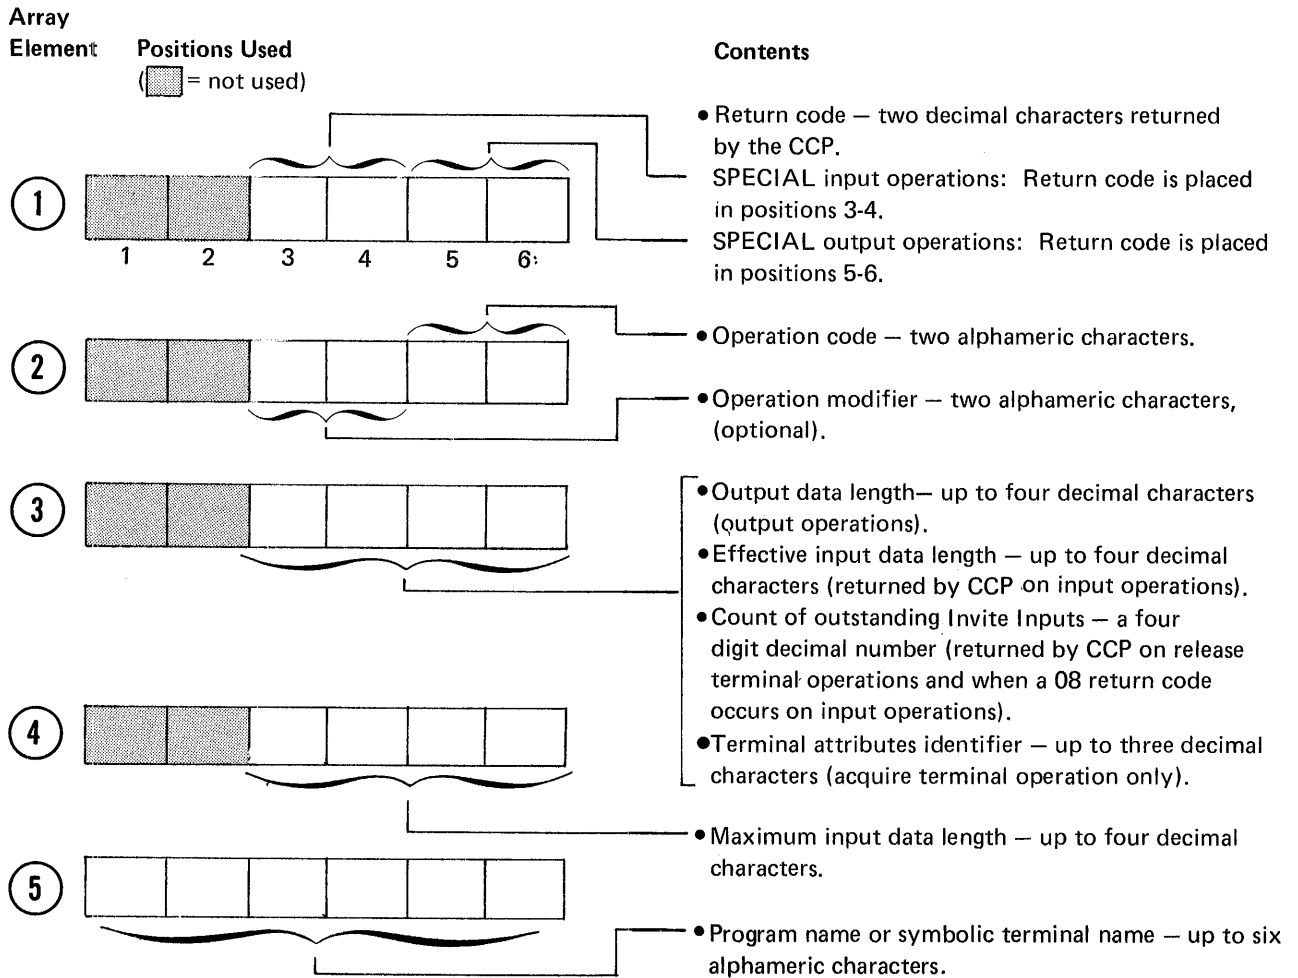 Array
Element Positions Used Contents
( = not used)
• Return code — two decimal characters returned
by the CCP.
SPECIAL input operations: Return code is placed
in positions 3-4.
SPECIAL output operations: Return code is placed
in positions 5-6.
1
1 2 3 4 5 6
2
• Operation code — two alphameric characters.
• Operation modifier — two alphameric characters,
(optional).
3
• Output data length— up to four decimal characters
(output operations).
• Effective input data length — up to four decimal
characters (returned by CCP on input operations).
• Count of outstanding Invite Inputs — a four
digit decimal number (returned by CCP on release
terminal operations and when a 08 return code
occurs on input operations).
• Terminal attributes identifier — up to three decimal
characters (acquire terminal operation only).
4
• Maximum input data length — up to four decimal
characters.
5
• Program name or symbolic terminal name — up to six
alphameric characters.